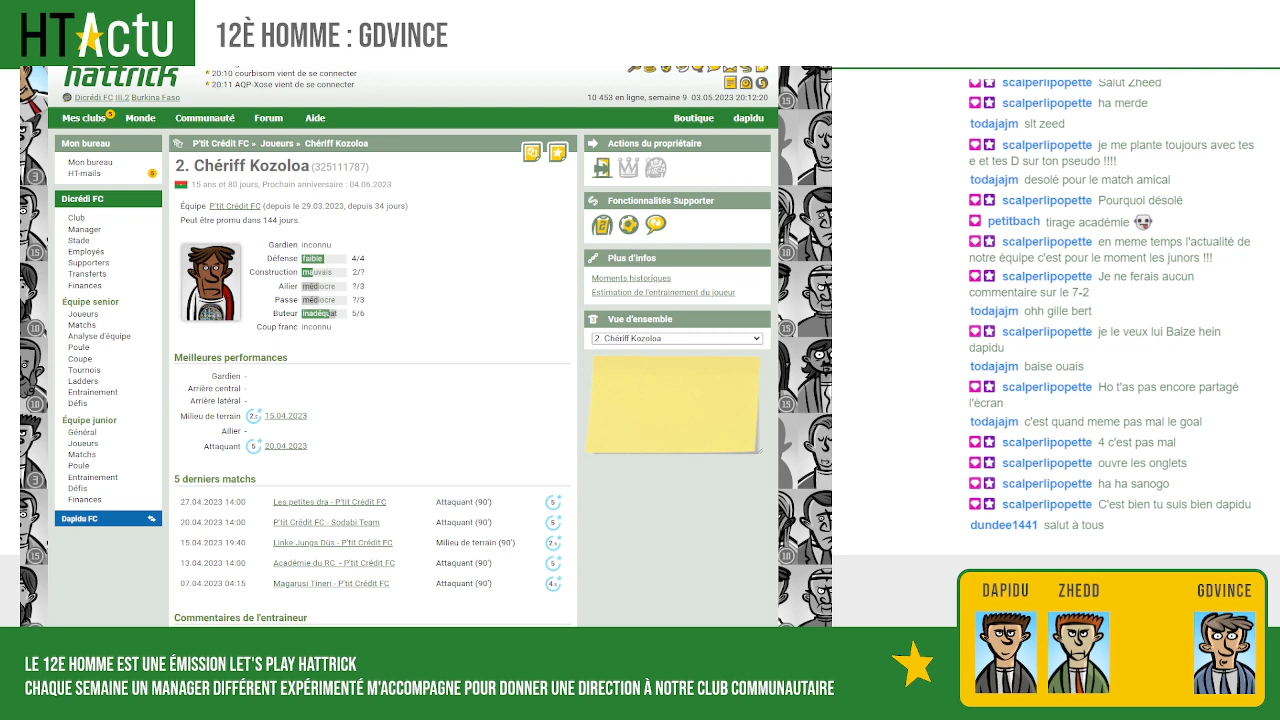 HTActu
12È HOMME : GDVINCE
hattrick
20:10 courbisom vient de se connecter
20:11 AQP-Xose vient de se connecter
Dicrédi FC III.2 Burkina Faso
10 453 en ligne, semaine 9 03.05.2023 20:12:20
Mes clubs 5 Monde Communauté Forum Aide Boutique dapidu
Mon bureau
Mon bureau
HT-mails 5
Dicrédi FC
Club
Manager
Stade
Employés
Supporters
Transferts
Finances
Équipe senior
Joueurs
Matchs
Analyse d'équipe
Poule
Coupe
Tournois
Ladders
Entrainement
Défis
Équipe junior
Général
Joueurs
Matchs
Poule
Entrainement
Défis
Finances
Dapidu FC
P'tit Crédit FC » Joueurs » Chériff Kozoloa
2. Chériff Kozoloa (325111787)
15 ans et 80 jours, Prochain anniversaire : 04.06.2023
Équipe P'tit Crédit FC (depuis le 29.03.2023, depuis 34 jours)
Peut être promu dans 144 jours.
Gardien inconnu
Défense faible 4/4
Construction mauvais 2/?
Ailier médiocre ?/3
Passe médiocre ?/3
Buteur inadéquat 5/6
Coup franc inconnu
Meilleures performances
Gardien -
Arrière central -
Arrière latéral -
Milieu de terrain 2.5 15.04.2023
Ailier -
Attaquant 5 20.04.2023
5 derniers matchs
27.04.2023 14:00 Les petites dra - P'tit Crédit FC Attaquant (90') 5
20.04.2023 14:00 P'tit Crédit FC - Sodabi Team Attaquant (90') 5
15.04.2023 19:40 Linke Jungs Düs - P'tit Crédit FC Milieu de terrain (90') 2.5
13.04.2023 14:00 Académie du RC - P'tit Crédit FC Attaquant (90') 5
07.04.2023 04:15 Magarusi Tineri - P'tit Crédit FC Attaquant (90') 4.5
Commentaires de l'entraineur
Actions du propriétaire
Fonctionnalités Supporter
Plus d'infos
Moments historiques
Estimation de l'entrainement du joueur
Vue d'ensemble
2. Chériff Kozoloa
scalperlipopette Salut Zheed
scalperlipopette ha merde
todajajm slt zeed
scalperlipopette je me plante toujours avec tes
e et tes D sur ton pseudo !!!!
todajajm desolé pour le match amical
scalperlipopette Pourquoi désolé
petitbach tirage académie
scalperlipopette en meme temps l'actualité de
notre équipe c'est pour le moment les junors !!!
scalperlipopette Je ne ferais aucun
commentaire sur le 7-2
todajajm ohh gille bert
scalperlipopette je le veux lui Baize hein
dapidu
todajajm baise ouais
scalperlipopette Ho t'as pas encore partagé
l'écran
todajajm c'est quand meme pas mal le goal
scalperlipopette 4 c'est pas mal
scalperlipopette ouvre les onglets
scalperlipopette ha ha sanogo
scalperlipopette C'est bien tu suis bien dapidu
dundee1441 salut à tous
DAPIDU ZHEDD GDVINCE
LE 12E HOMME EST UNE ÉMISSION LET'S PLAY HATTRICK
CHAQUE SEMAINE UN MANAGER DIFFÉRENT EXPÉRIMENTÉ M'ACCOMPAGNE POUR DONNER UNE DIRECTION À NOTRE CLUB COMMUNAUTAIRE